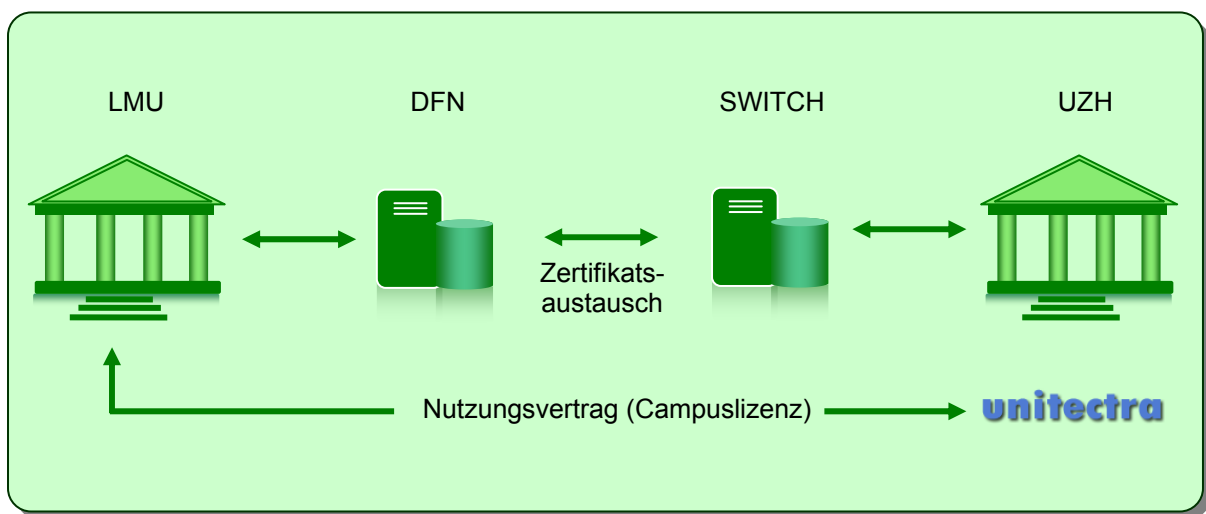 LMU
DFN
SWITCH
UZH
Zertifikats-
austausch
Nutzungsvertrag (Campuslizenz)
unitectra